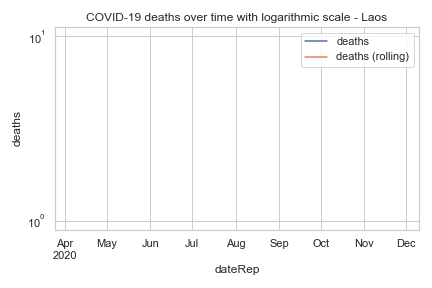 COVID-19 deaths over time with logarithmic scale - Laos
deaths
deaths (rolling)
10¹
deaths
10⁰
Apr May Jun Jul Aug Sep Oct Nov Dec
2020
dateRep